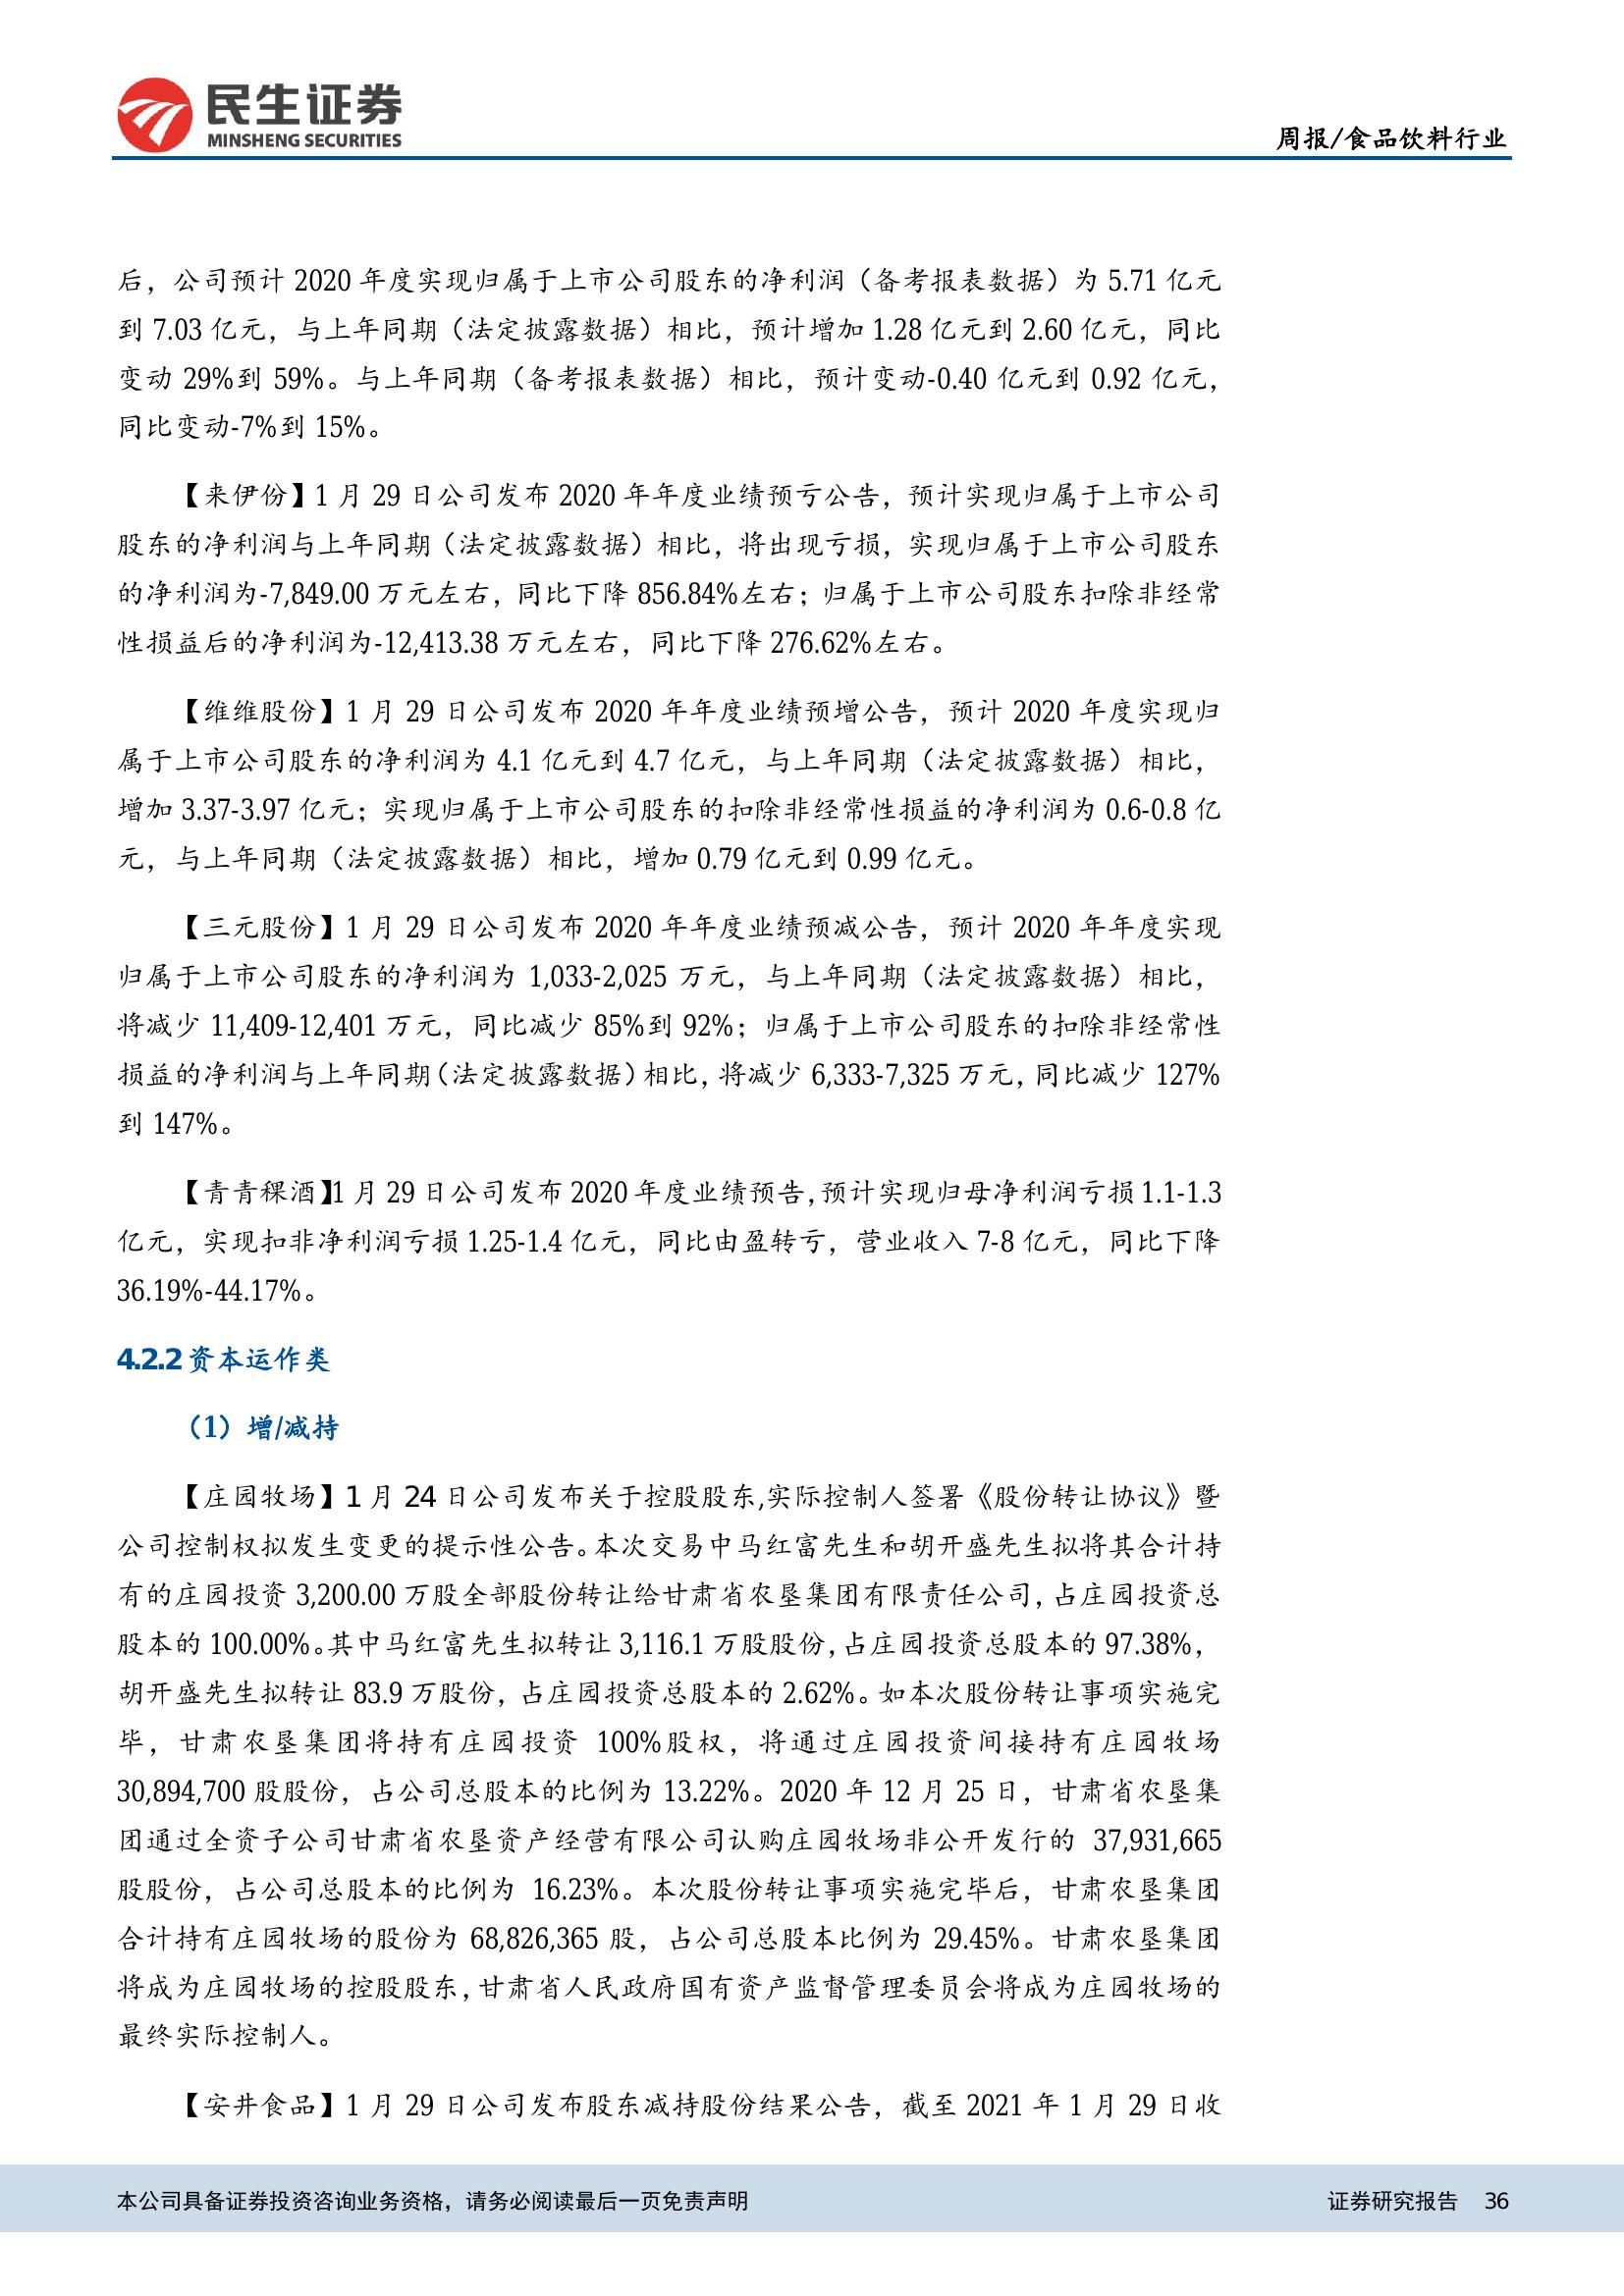 民生证券
MINSHENG SECURITIES
周报/食品饮料行业
后，公司预计 2020 年度实现归属于上市公司股东的净利润（备考报表数据）为 5.71 亿元
到 7.03 亿元，与上年同期（法定披露数据）相比，预计增加 1.28 亿元到 2.60 亿元，同比
变动 29%到 59%。与上年同期（备考报表数据）相比，预计变动-0.40 亿元到 0.92 亿元，
同比变动-7%到 15%。
【来伊份】1 月 29 日公司发布 2020 年年度业绩预亏公告，预计实现归属于上市公司
股东的净利润与上年同期（法定披露数据）相比，将出现亏损，实现归属于上市公司股东
的净利润为-7,849.00 万元左右，同比下降 856.84%左右；归属于上市公司股东扣除非经常
性损益后的净利润为-12,413.38 万元左右，同比下降 276.62%左右。
【维维股份】1 月 29 日公司发布 2020 年年度业绩预增公告，预计 2020 年度实现归
属于上市公司股东的净利润为 4.1 亿元到 4.7 亿元，与上年同期（法定披露数据）相比，
增加 3.37-3.97 亿元；实现归属于上市公司股东的扣除非经常性损益的净利润为 0.6-0.8 亿
元，与上年同期（法定披露数据）相比，增加 0.79 亿元到 0.99 亿元。
【三元股份】1 月 29 日公司发布 2020 年年度业绩预减公告，预计 2020 年年度实现
归属于上市公司股东的净利润为 1,033-2,025 万元，与上年同期（法定披露数据）相比，
将减少 11,409-12,401 万元，同比减少 85%到 92%；归属于上市公司股东的扣除非经常性
损益的净利润与上年同期（法定披露数据）相比，将减少 6,333-7,325 万元，同比减少 127%
到 147%。
【青青稞酒】1 月 29 日公司发布 2020 年度业绩预告，预计实现归母净利润亏损 1.1-1.3
亿元，实现扣非净利润亏损 1.25-1.4 亿元，同比由盈转亏，营业收入 7-8 亿元，同比下降
36.19%-44.17%。
4.2.2 资本运作类
（1）增/减持
【庄园牧场】1 月 24 日公司发布关于控股股东,实际控制人签署《股份转让协议》暨
公司控制权拟发生变更的提示性公告。本次交易中马红富先生和胡开盛先生拟将其合计持
有的庄园投资 3,200.00 万股全部股份转让给甘肃省农垦集团有限责任公司，占庄园投资总
股本的 100.00%。其中马红富先生拟转让 3,116.1 万股股份，占庄园投资总股本的 97.38%，
胡开盛先生拟转让 83.9 万股份，占庄园投资总股本的 2.62%。如本次股份转让事项实施完
毕，甘肃农垦集团将持有庄园投资 100%股权，将通过庄园投资间接持有庄园牧场
30,894,700 股股份，占公司总股本的比例为 13.22%。2020 年 12 月 25 日，甘肃省农垦集
团通过全资子公司甘肃省农垦资产经营有限公司认购庄园牧场非公开发行的 37,931,665
股股份，占公司总股本的比例为 16.23%。本次股份转让事项实施完毕后，甘肃农垦集团
合计持有庄园牧场的股份为 68,826,365 股，占公司总股本比例为 29.45%。甘肃农垦集团
将成为庄园牧场的控股股东，甘肃省人民政府国有资产监督管理委员会将成为庄园牧场的
最终实际控制人。
【安井食品】1 月 29 日公司发布股东减持股份结果公告，截至 2021 年 1 月 29 日收
本公司具备证券投资咨询业务资格，请务必阅读最后一页免责声明
证券研究报告 36